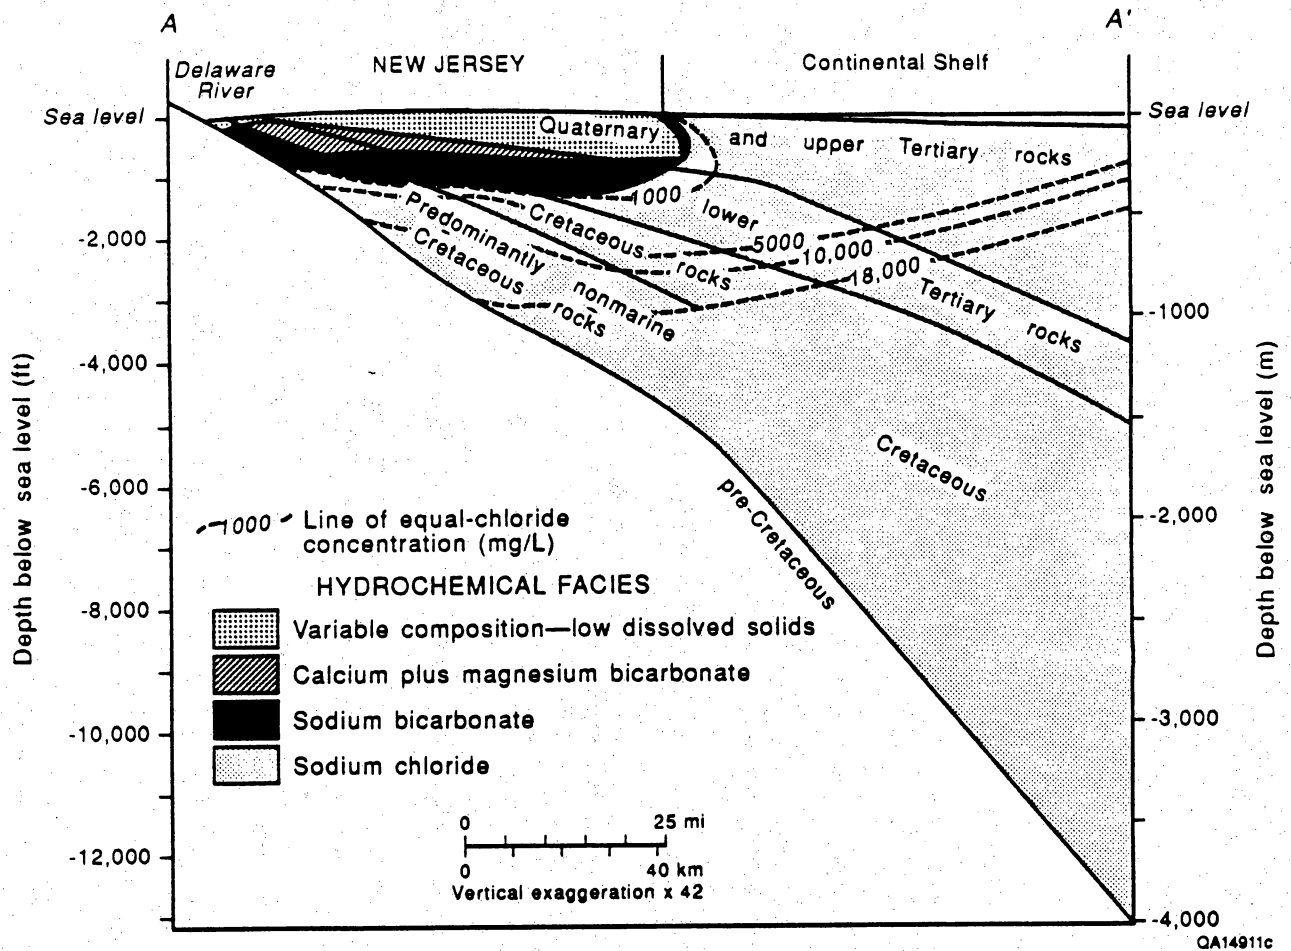 A
A'
Delaware
River
NEW JERSEY
Continental Shelf
Sea level
Sea level
Quaternary
and upper Tertiary rocks
1000
lower
Tertiary rocks
5000
10,000
18,000
Cretaceous rocks
Predominantly nonmarine
Cretaceous rocks
Cretaceous
pre-Cretaceous
-2,000
-4,000
-6,000
-8,000
-10,000
-12,000
Depth below sea level (ft)
-1000
-2,000
-3,000
-4,000
Depth below sea level (m)
1000 Line of equal-chloride
concentration (mg/L)
HYDROCHEMICAL FACIES
Variable composition—low dissolved solids
Calcium plus magnesium bicarbonate
Sodium bicarbonate
Sodium chloride
0 25 mi
0 40 km
Vertical exaggeration x 42
QA14911c